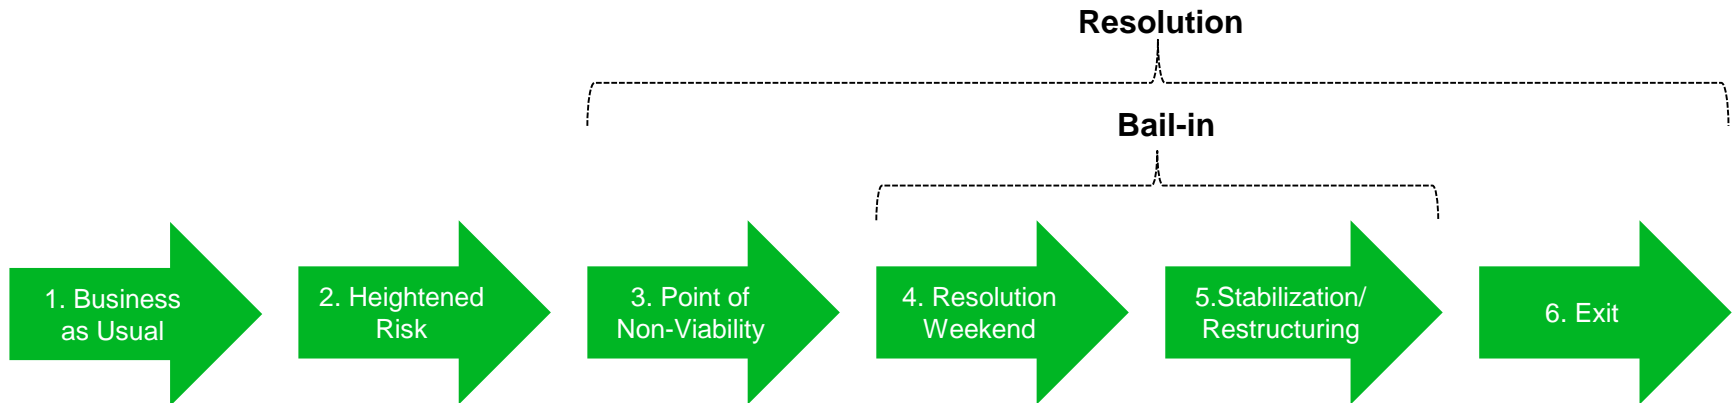 Resolution
Bail-in
1. Business
as Usual
2. Heightened
Risk
3. Point of
Non-Viability
4. Resolution
Weekend
5.Stabilization/
Restructuring
6. Exit